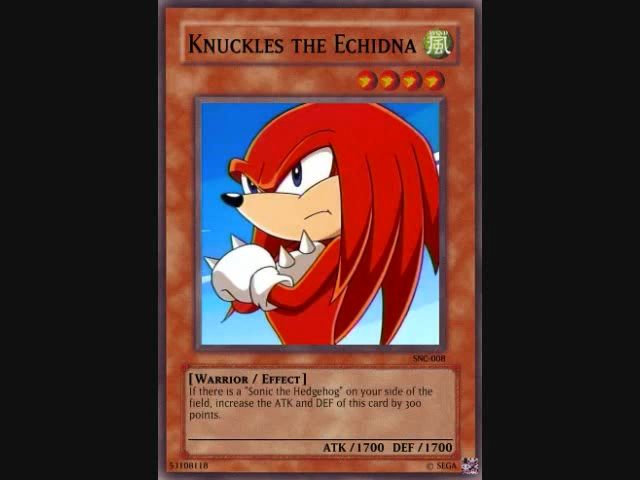 Knuckles the Echidna
風
SNC-008
[Warrior / Effect]
If there is a "Sonic the Hedgehog" on your side of the
field, increase the ATK and DEF of this card by 300
points.
ATK / 1700 DEF / 1700
53108118
© SEGA